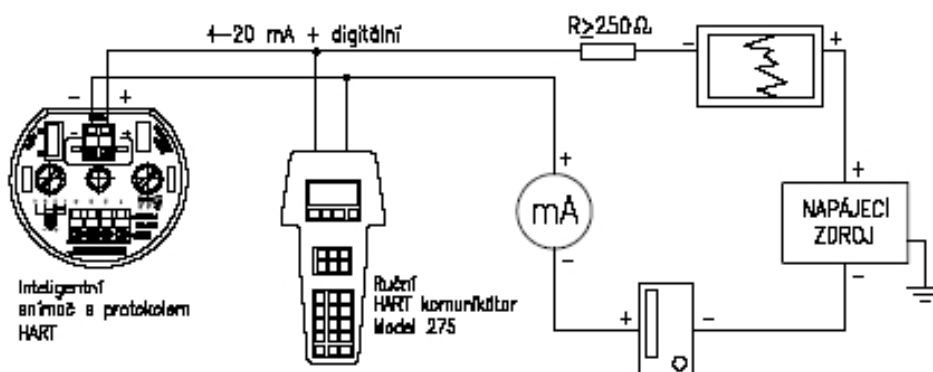 4–20 mA + digitální
R≥250Ω
- +
- +
Inteligentní
snímač s protokolem
HART
Ruční
HART komunikátor
Model 275
+
mA
-
+ -
+
NAPÁJECÍ
ZDROJ
-